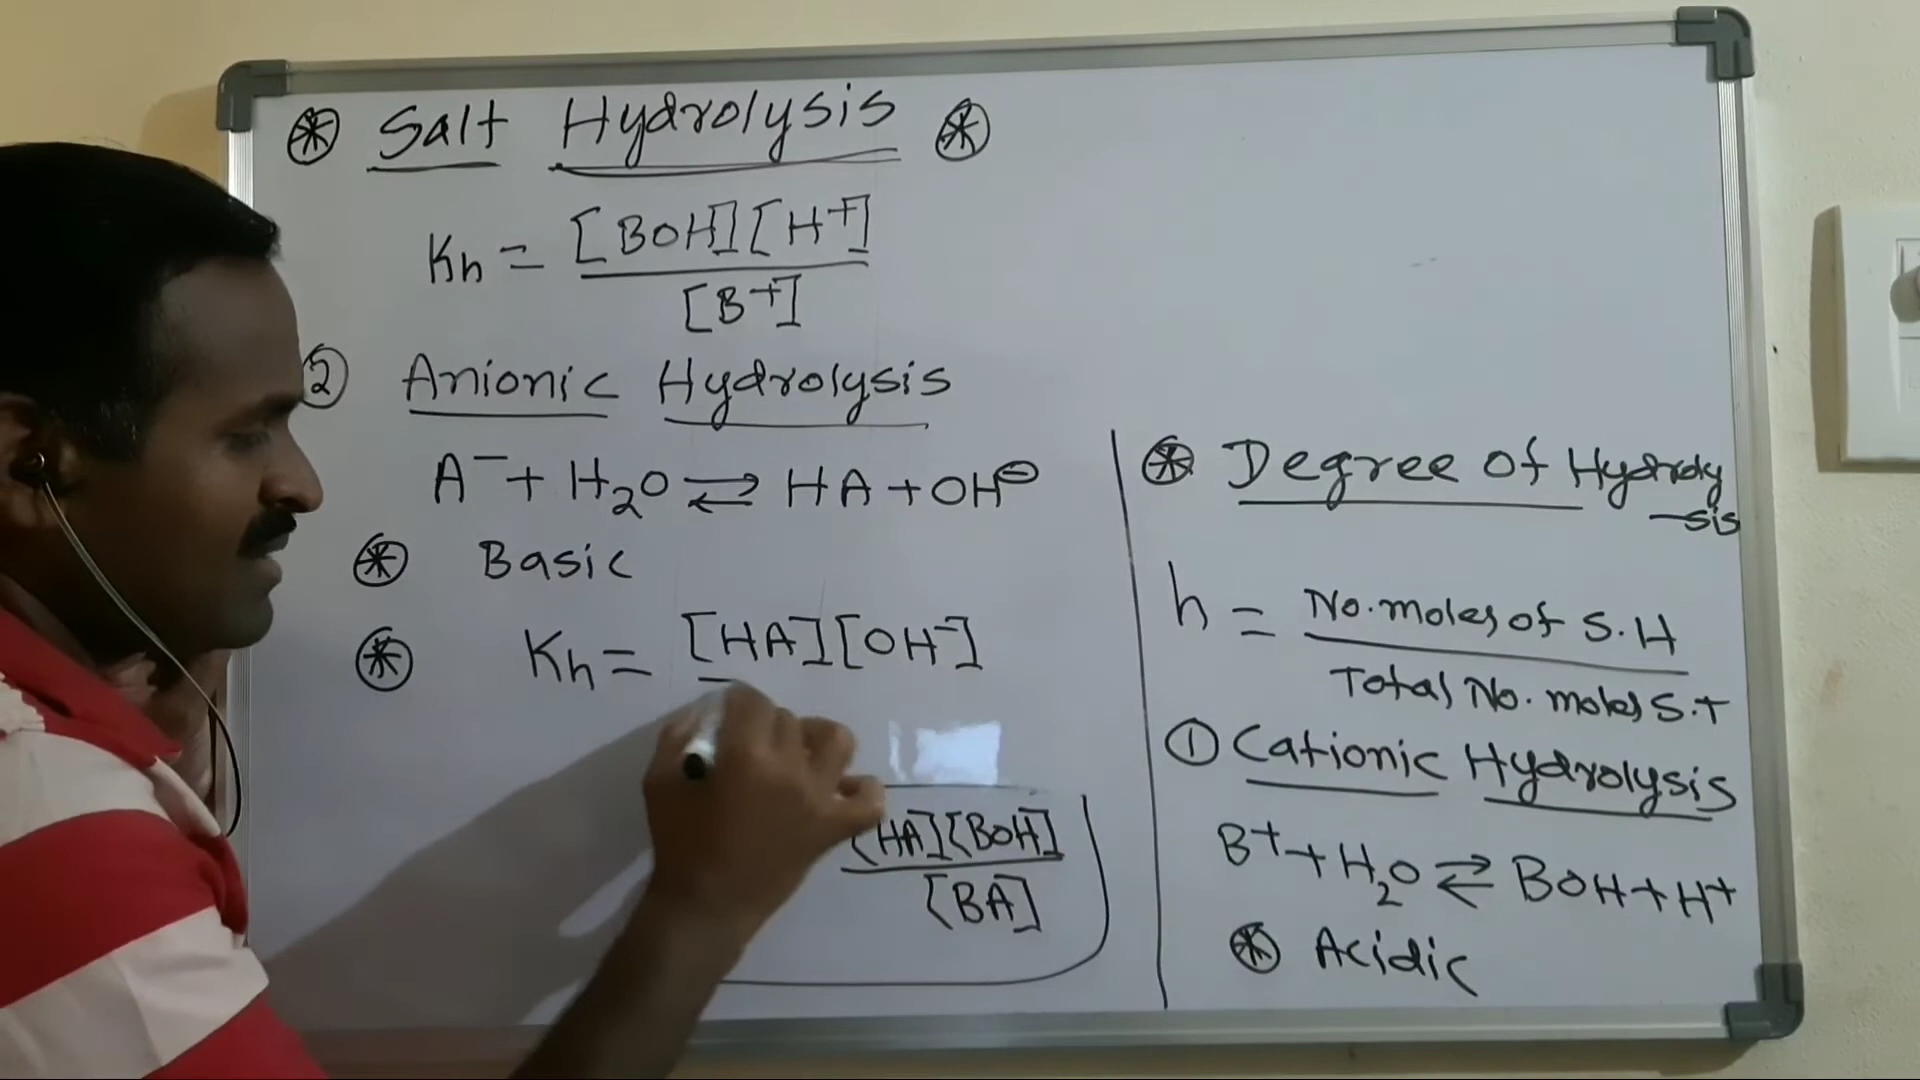 ⊛ Salt Hydrolysis ⊛
Kh = [BOH][H+]
[B+]
② Anionic Hydrolysis
A⁻ + H₂O ⇌ HA + OH⊖
⊛ Basic
⊛ Kh = [HA][OH⁻]
[HA][BOH]
[BA]
⊛ Degree of Hydroly
-sis
h = No. moles of S.H
Total No. moles S.T
① Cationic Hydrolysis
B+ + H₂O ⇌ BOH + H+
⊛ Acidic